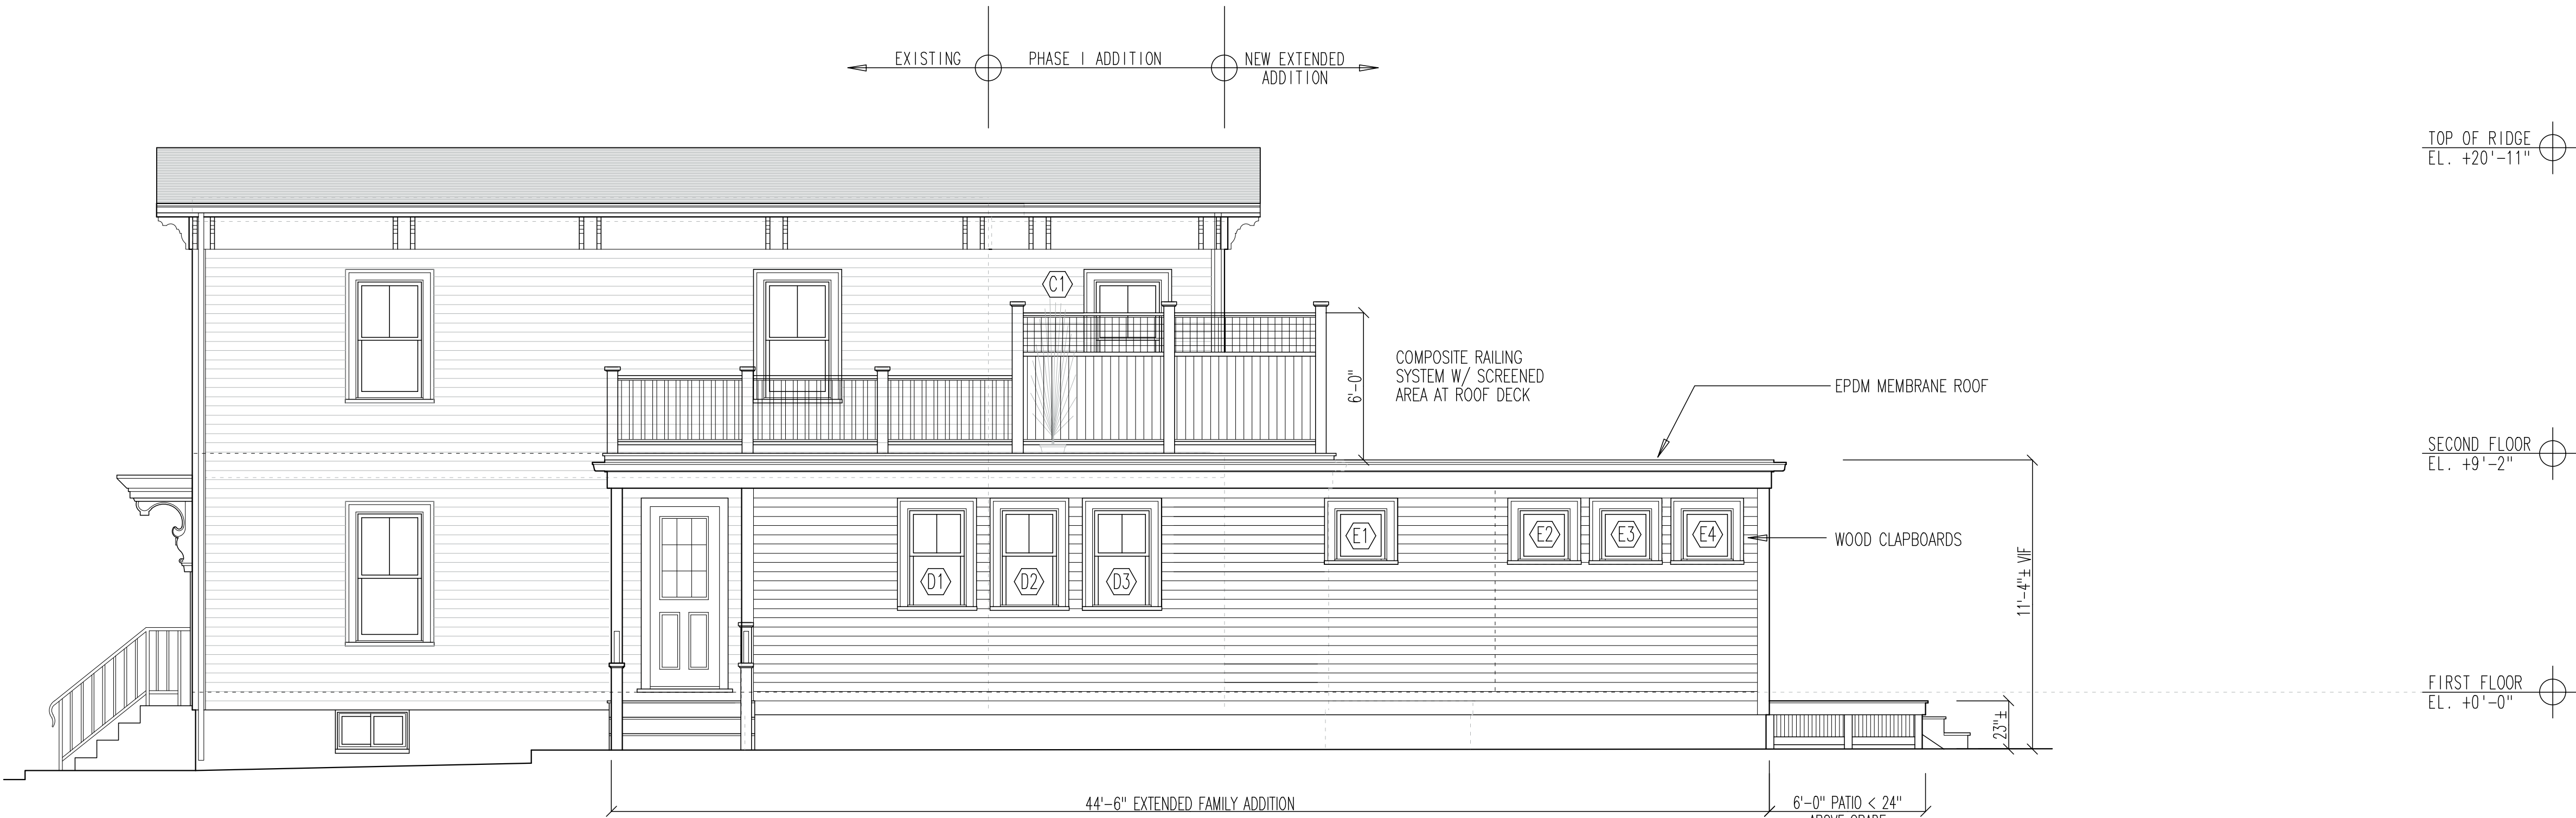 EXISTING
PHASE I ADDITION
NEW EXTENDED
ADDITION
TOP OF RIDGE
EL. +20'-11"
C1
6'-0"
COMPOSITE RAILING
SYSTEM W/ SCREENED
AREA AT ROOF DECK
EPDM MEMBRANE ROOF
SECOND FLOOR
EL. +9'-2"
D1
D2
D3
E1
E2
E3
E4
WOOD CLAPBOARDS
11'-4"± VIF
FIRST FLOOR
EL. +0'-0"
23"±
44'-6" EXTENDED FAMILY ADDITION
6'-0" PATIO < 24"
ABOVE GRADE